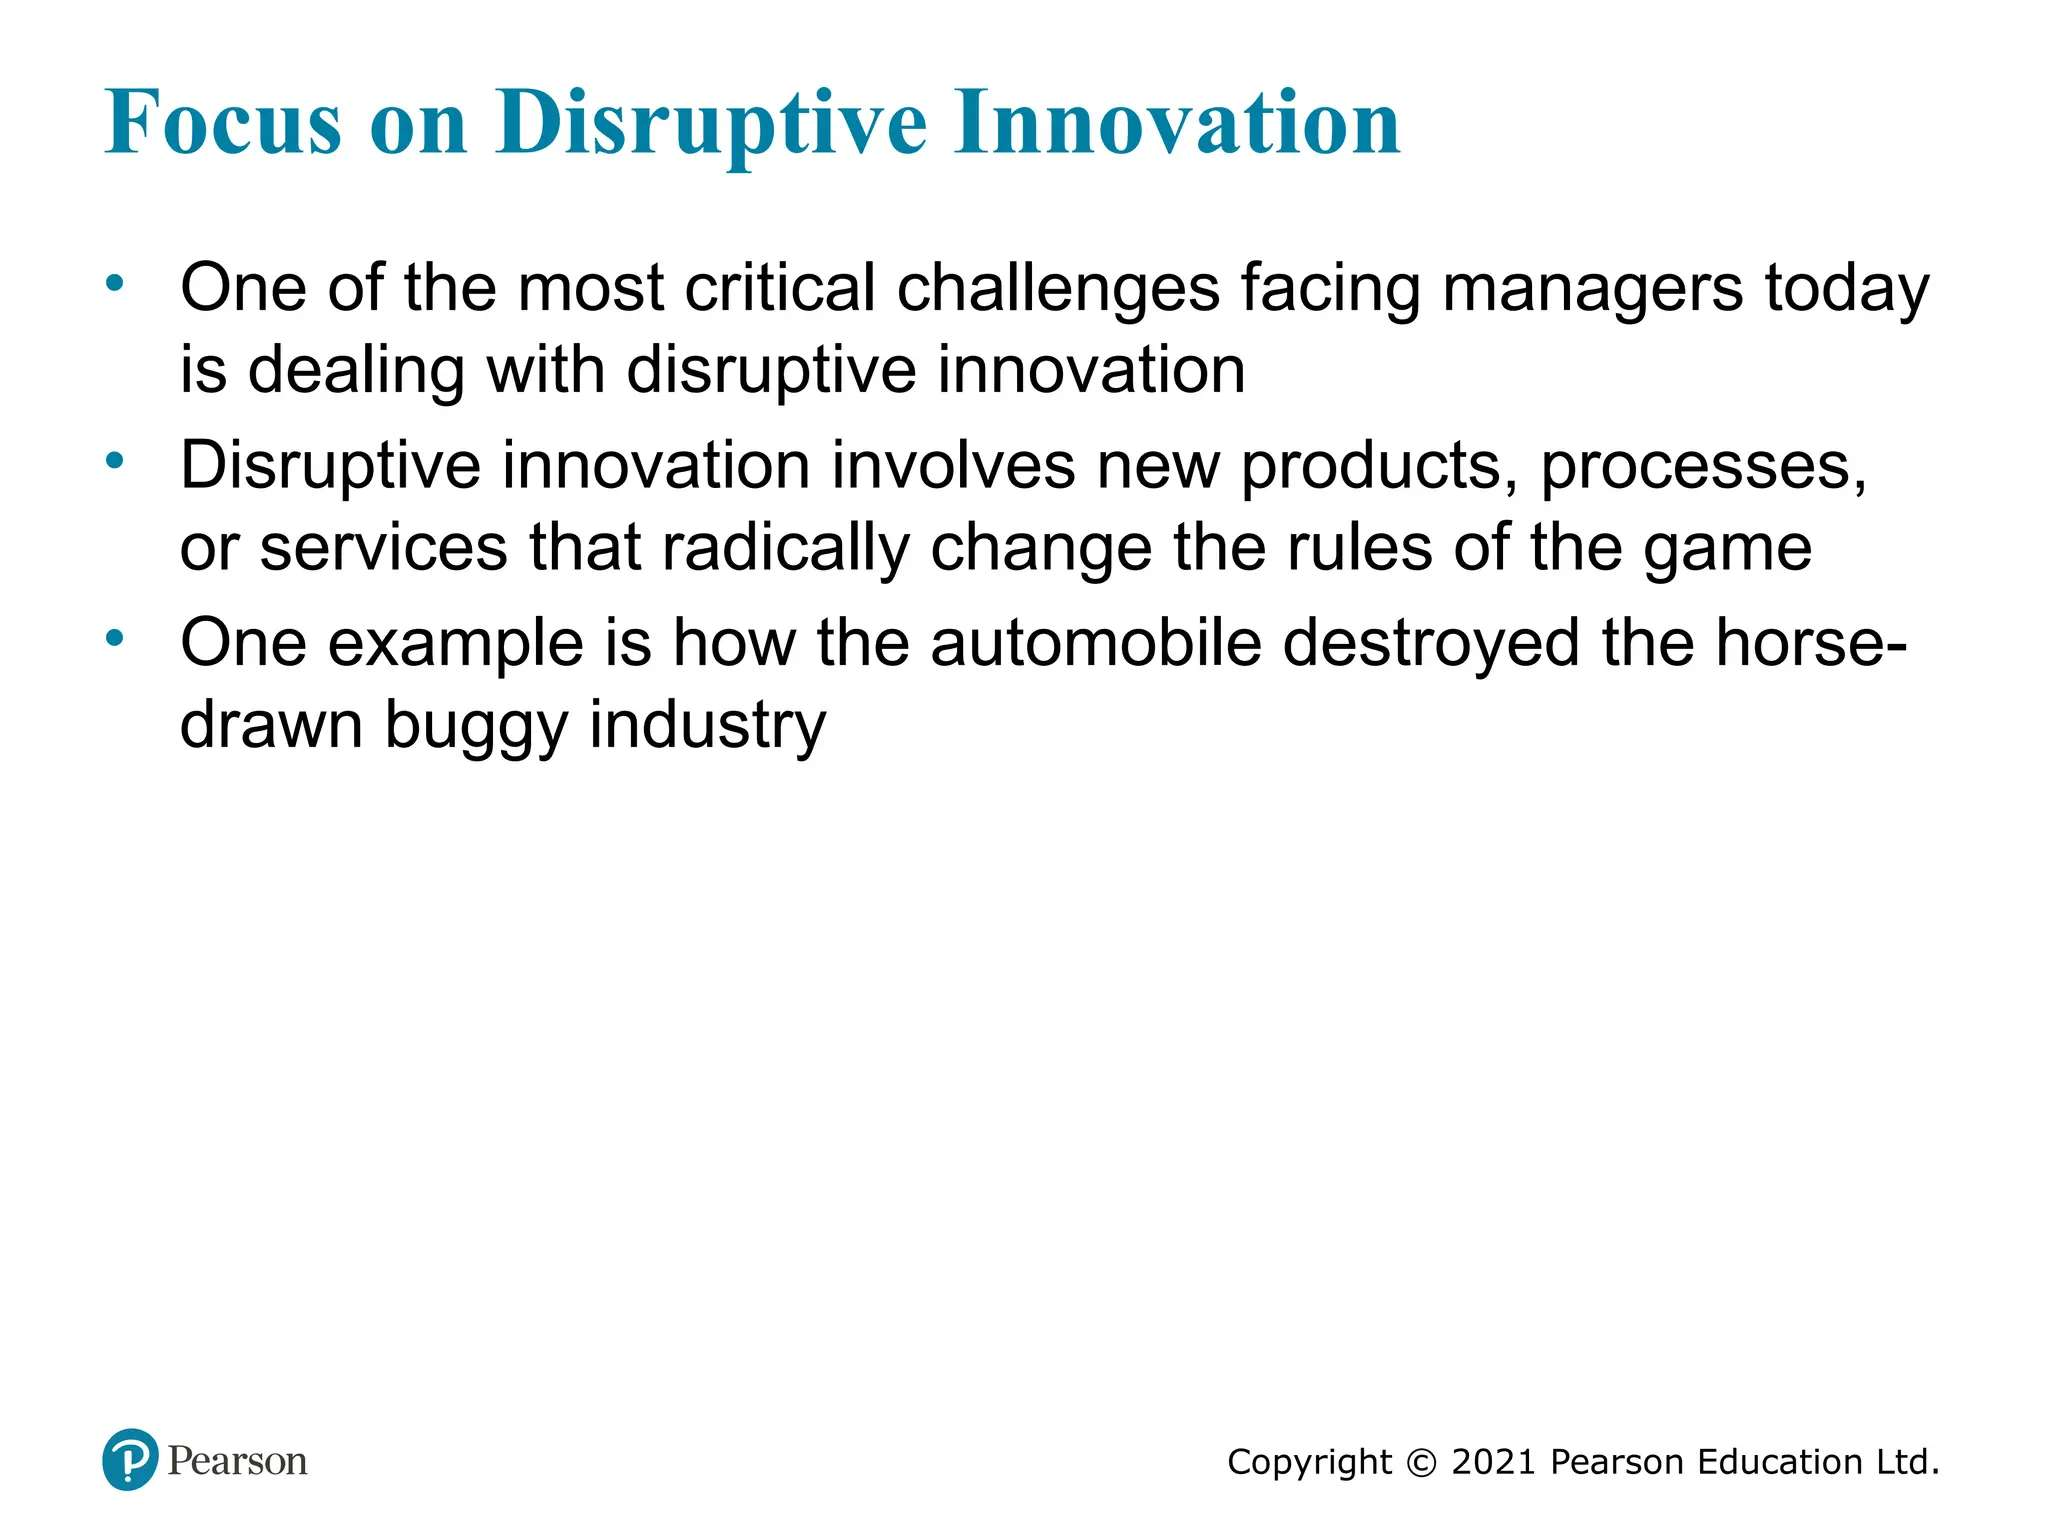 Focus on Disruptive Innovation
• One of the most critical challenges facing managers today
is dealing with disruptive innovation
• Disruptive innovation involves new products, processes,
or services that radically change the rules of the game
• One example is how the automobile destroyed the horse-
drawn buggy industry
Pearson
Copyright © 2021 Pearson Education Ltd.